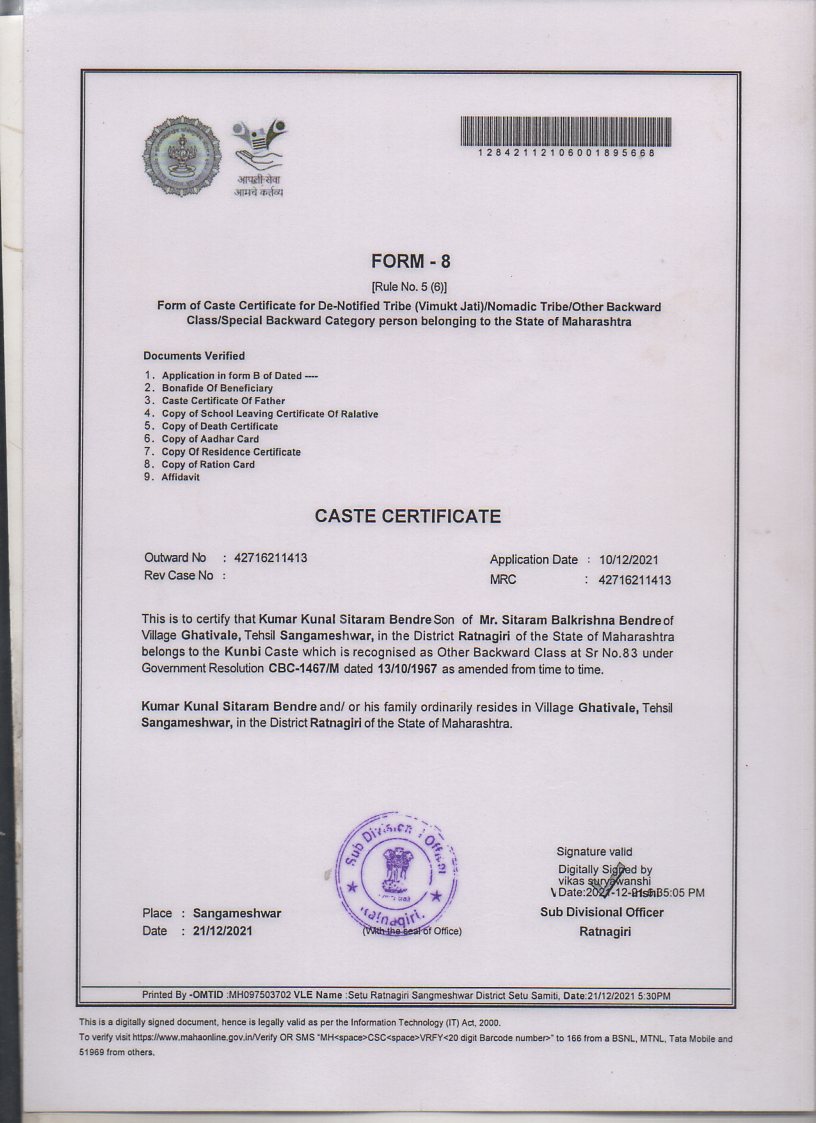 आपली सेवा
आमचे कर्तव्य
12842112106001895668
FORM - 8
[Rule No. 5 (6)]
Form of Caste Certificate for De-Notified Tribe (Vimukt Jati)/Nomadic Tribe/Other Backward
Class/Special Backward Category person belonging to the State of Maharashtra
Documents Verified
1. Application in form B of Dated ----
2. Bonafide Of Beneficiary
3. Caste Certificate Of Father
4. Copy of School Leaving Certificate Of Ralative
5. Copy of Death Certificate
6. Copy of Aadhar Card
7. Copy Of Residence Certificate
8. Copy of Ration Card
9. Affidavit
CASTE CERTIFICATE
Outward No : 42716211413
Application Date : 10/12/2021
Rev Case No :
MRC : 42716211413
This is to certify that Kumar Kunal Sitaram Bendre Son of Mr. Sitaram Balkrishna Bendre of
Village Ghativale, Tehsil Sangameshwar, in the District Ratnagiri of the State of Maharashtra
belongs to the Kunbi Caste which is recognised as Other Backward Class at Sr No.83 under
Government Resolution CBC-1467/M dated 13/10/1967 as amended from time to time.
Kumar Kunal Sitaram Bendre and/ or his family ordinarily resides in Village Ghativale, Tehsil
Sangameshwar, in the District Ratnagiri of the State of Maharashtra.
Sub Divisional Officer
Ratnagiri.
Signature valid
Digitally Signed by
vikas suryawanshi
Date:2021-12-21 5:35:05 PM
Place : Sangameshwar
Sub Divisional Officer
Date : 21/12/2021
(With the seal of Office)
Ratnagiri
Printed By -OMTID :MH097503702 VLE Name :Setu Ratnagiri Sangmeshwar District Setu Samiti, Date:21/12/2021 5:30PM
This is a digitally signed document, hence is legally valid as per the Information Technology (IT) Act, 2000.
To verify visit https://www.mahaonline.gov.in/Verify OR SMS "MH<space>CSC<space>VRFY<20 digit Barcode number>" to 166 from a BSNL, MTNL, Tata Mobile and
51969 from others.